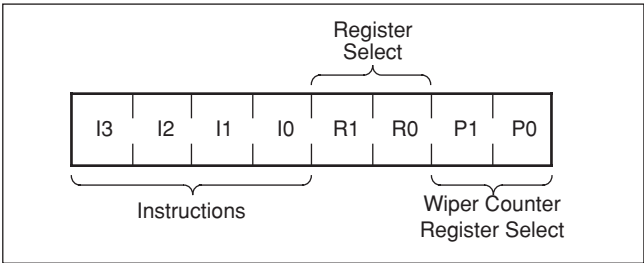 Register
Select
I3 I2 I1 I0 R1 R0 P1 P0
Instructions
Wiper Counter
Register Select